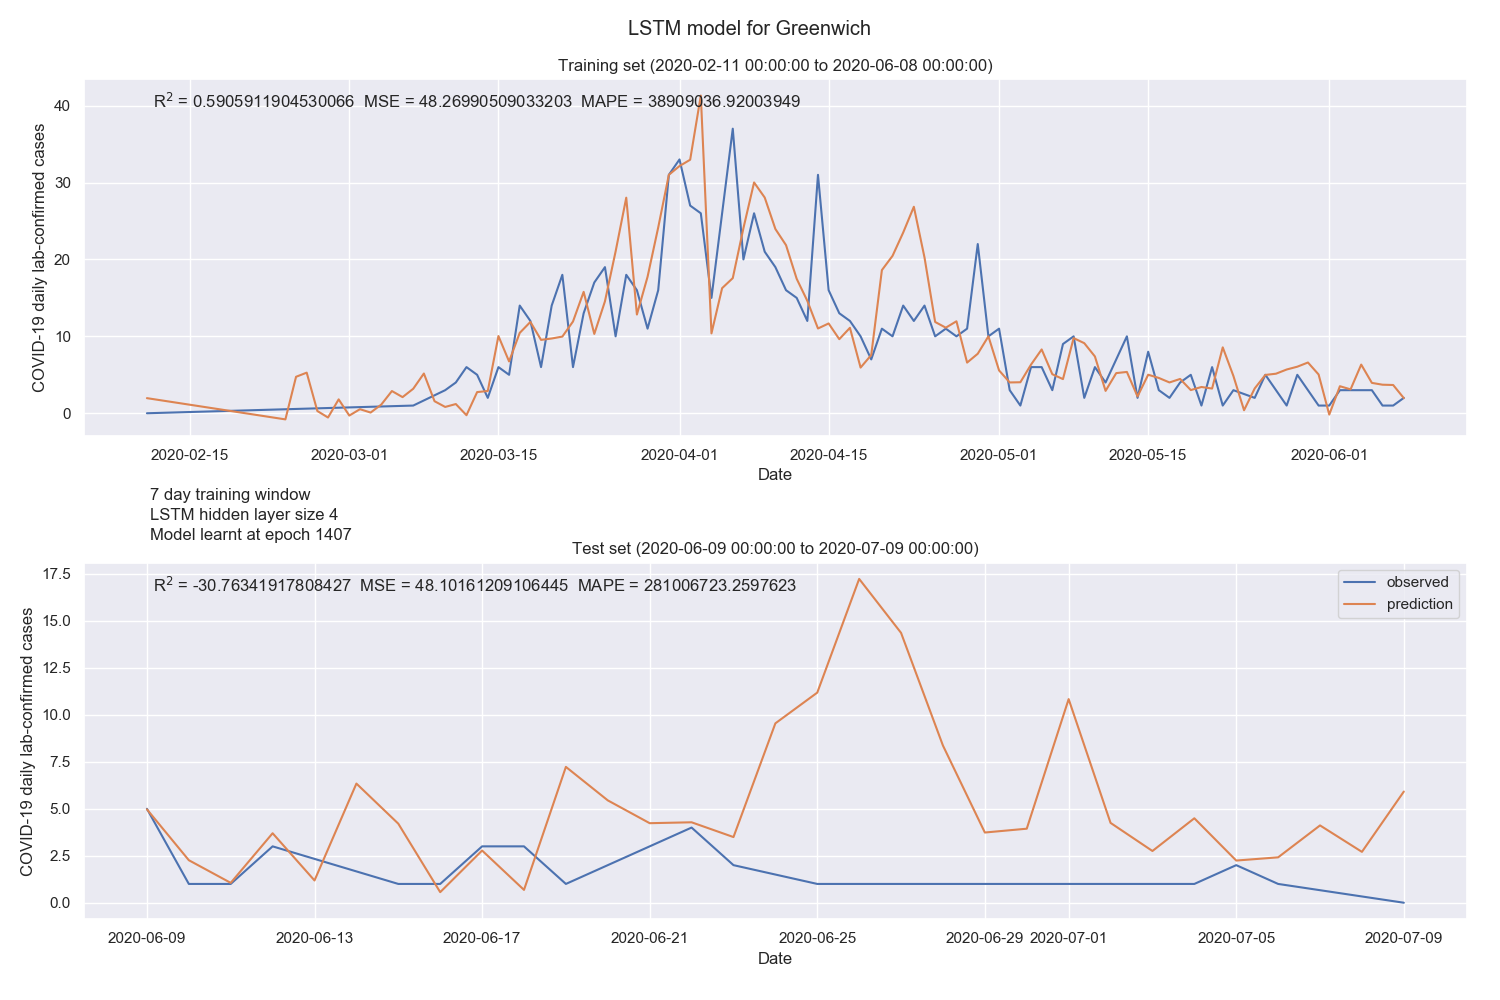 LSTM model for Greenwich
Training set (2020-02-11 00:00:00 to 2020-06-08 00:00:00)
R² = 0.5905911904530066 MSE = 48.26990509033203 MAPE = 38909036.92003949
COVID-19 daily lab-confirmed cases
40
30
20
10
0
2020-02-15 2020-03-01 2020-03-15 2020-04-01 2020-04-15 2020-05-01 2020-05-15 2020-06-01
Date
7 day training window
LSTM hidden layer size 4
Model learnt at epoch 1407
Test set (2020-06-09 00:00:00 to 2020-07-09 00:00:00)
R² = -30.76341917808427 MSE = 48.10161209106445 MAPE = 281006723.2597623
observed
prediction
COVID-19 daily lab-confirmed cases
17.5
15.0
12.5
10.0
7.5
5.0
2.5
0.0
2020-06-09 2020-06-13 2020-06-17 2020-06-21 2020-06-25 2020-06-29 2020-07-01 2020-07-05 2020-07-09
Date